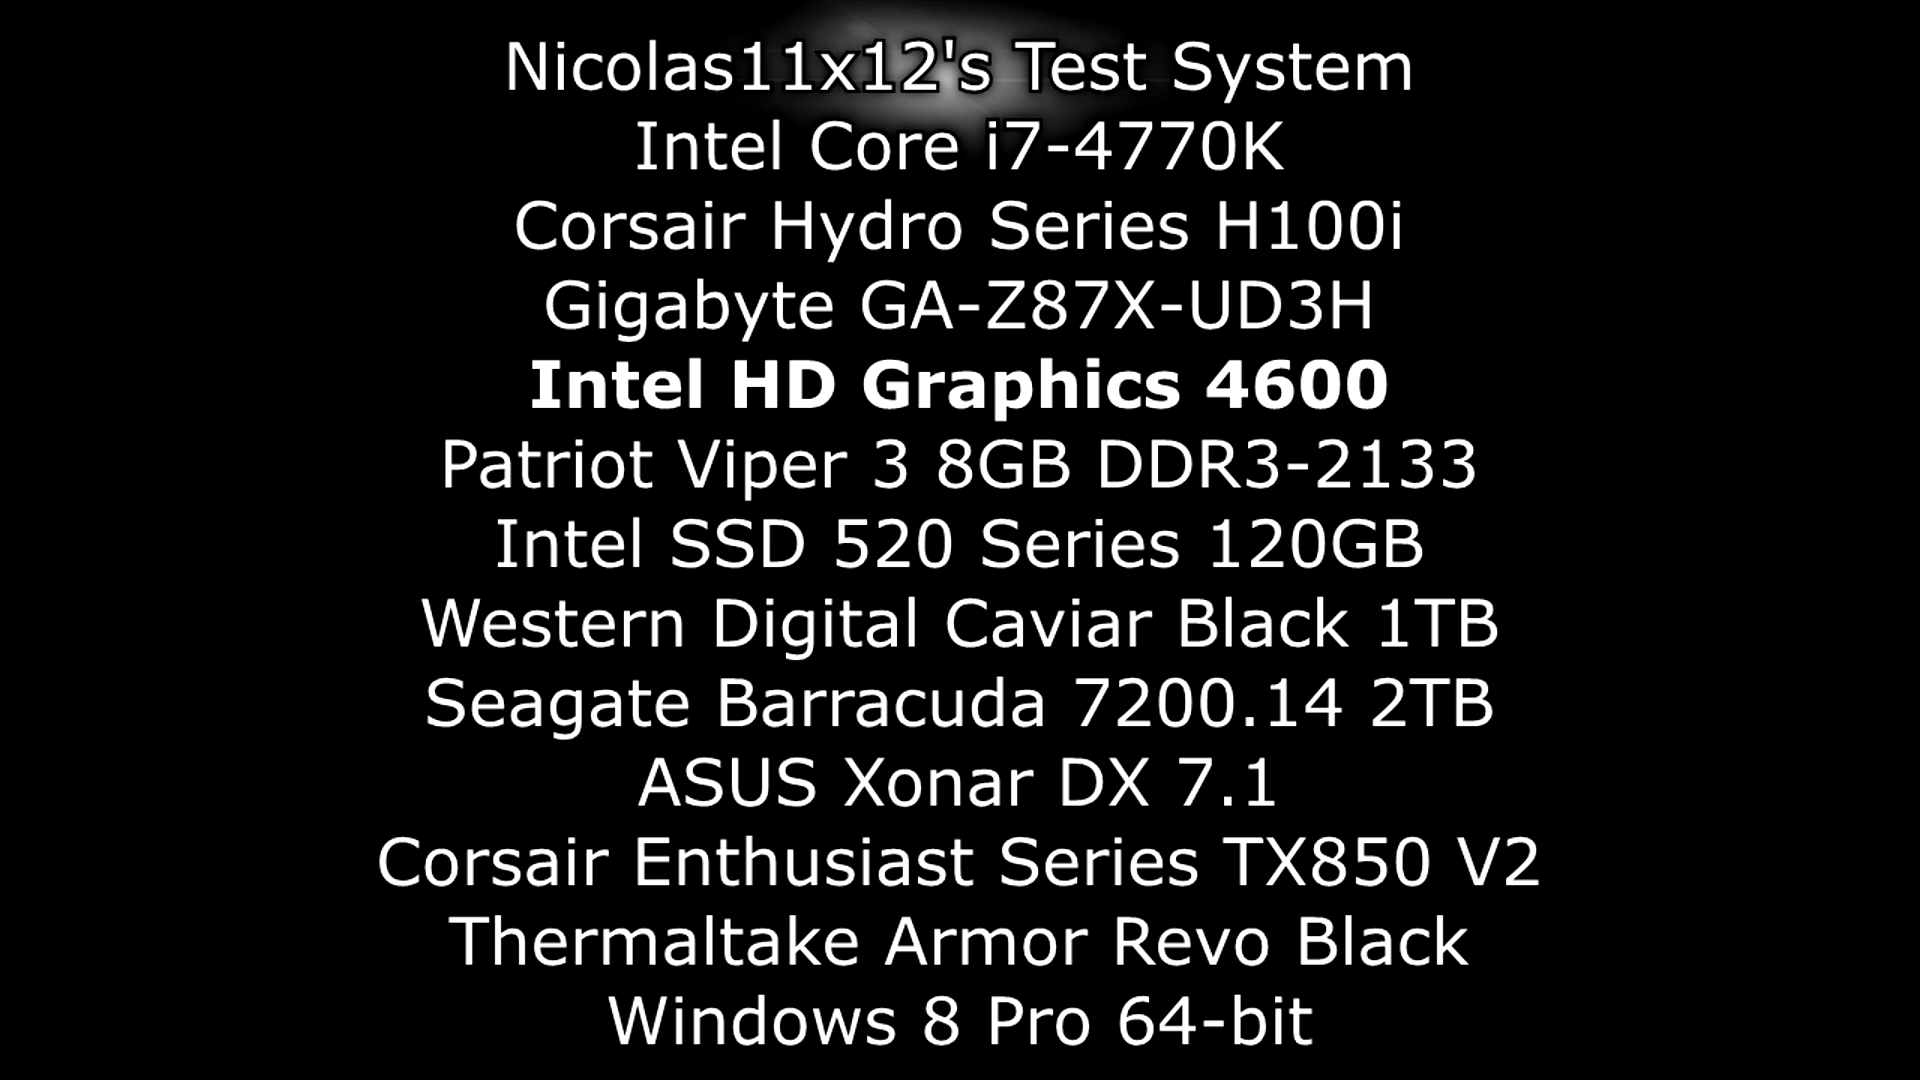 Nicolas11x12's Test System
Intel Core i7-4770K
Corsair Hydro Series H100i
Gigabyte GA-Z87X-UD3H
Intel HD Graphics 4600
Patriot Viper 3 8GB DDR3-2133
Intel SSD 520 Series 120GB
Western Digital Caviar Black 1TB
Seagate Barracuda 7200.14 2TB
ASUS Xonar DX 7.1
Corsair Enthusiast Series TX850 V2
Thermaltake Armor Revo Black
Windows 8 Pro 64-bit